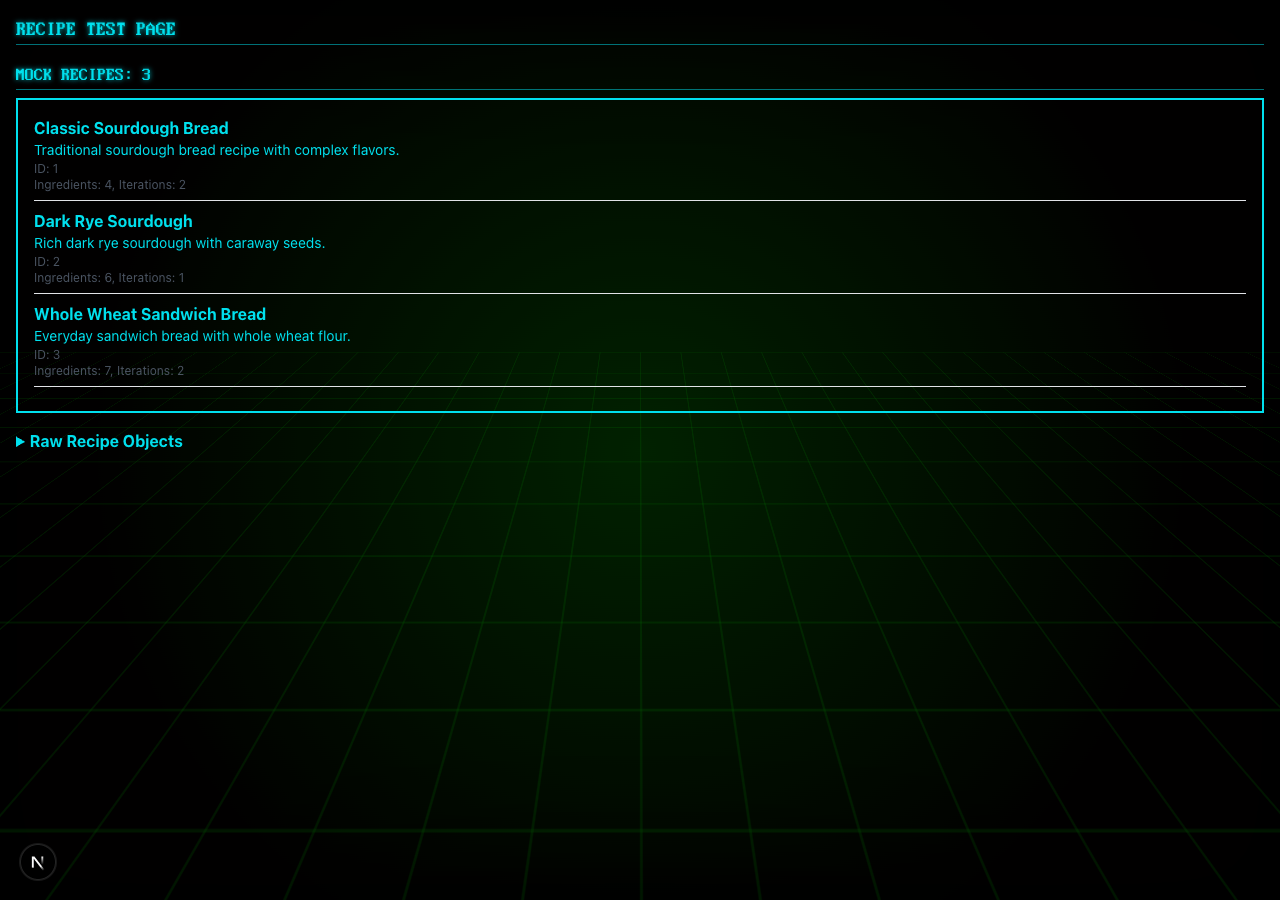 RECIPE TEST PAGE
MOCK RECIPES: 3
Classic Sourdough Bread
Traditional sourdough bread recipe with complex flavors.
ID: 1
Ingredients: 4, Iterations: 2
Dark Rye Sourdough
Rich dark rye sourdough with caraway seeds.
ID: 2
Ingredients: 6, Iterations: 1
Whole Wheat Sandwich Bread
Everyday sandwich bread with whole wheat flour.
ID: 3
Ingredients: 7, Iterations: 2
Raw Recipe Objects
N